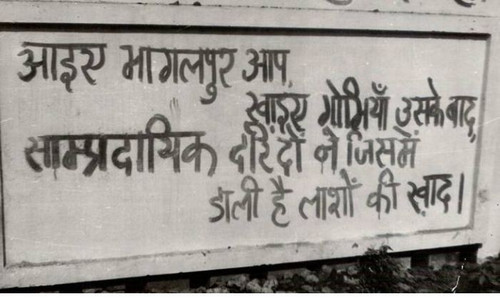 आइए भागलपुर आप,
खाइए गोभियाँ उसके बाद,
साम्प्रदायिक दरिंदों ने जिसमें
डाली है लाशों की खाद।